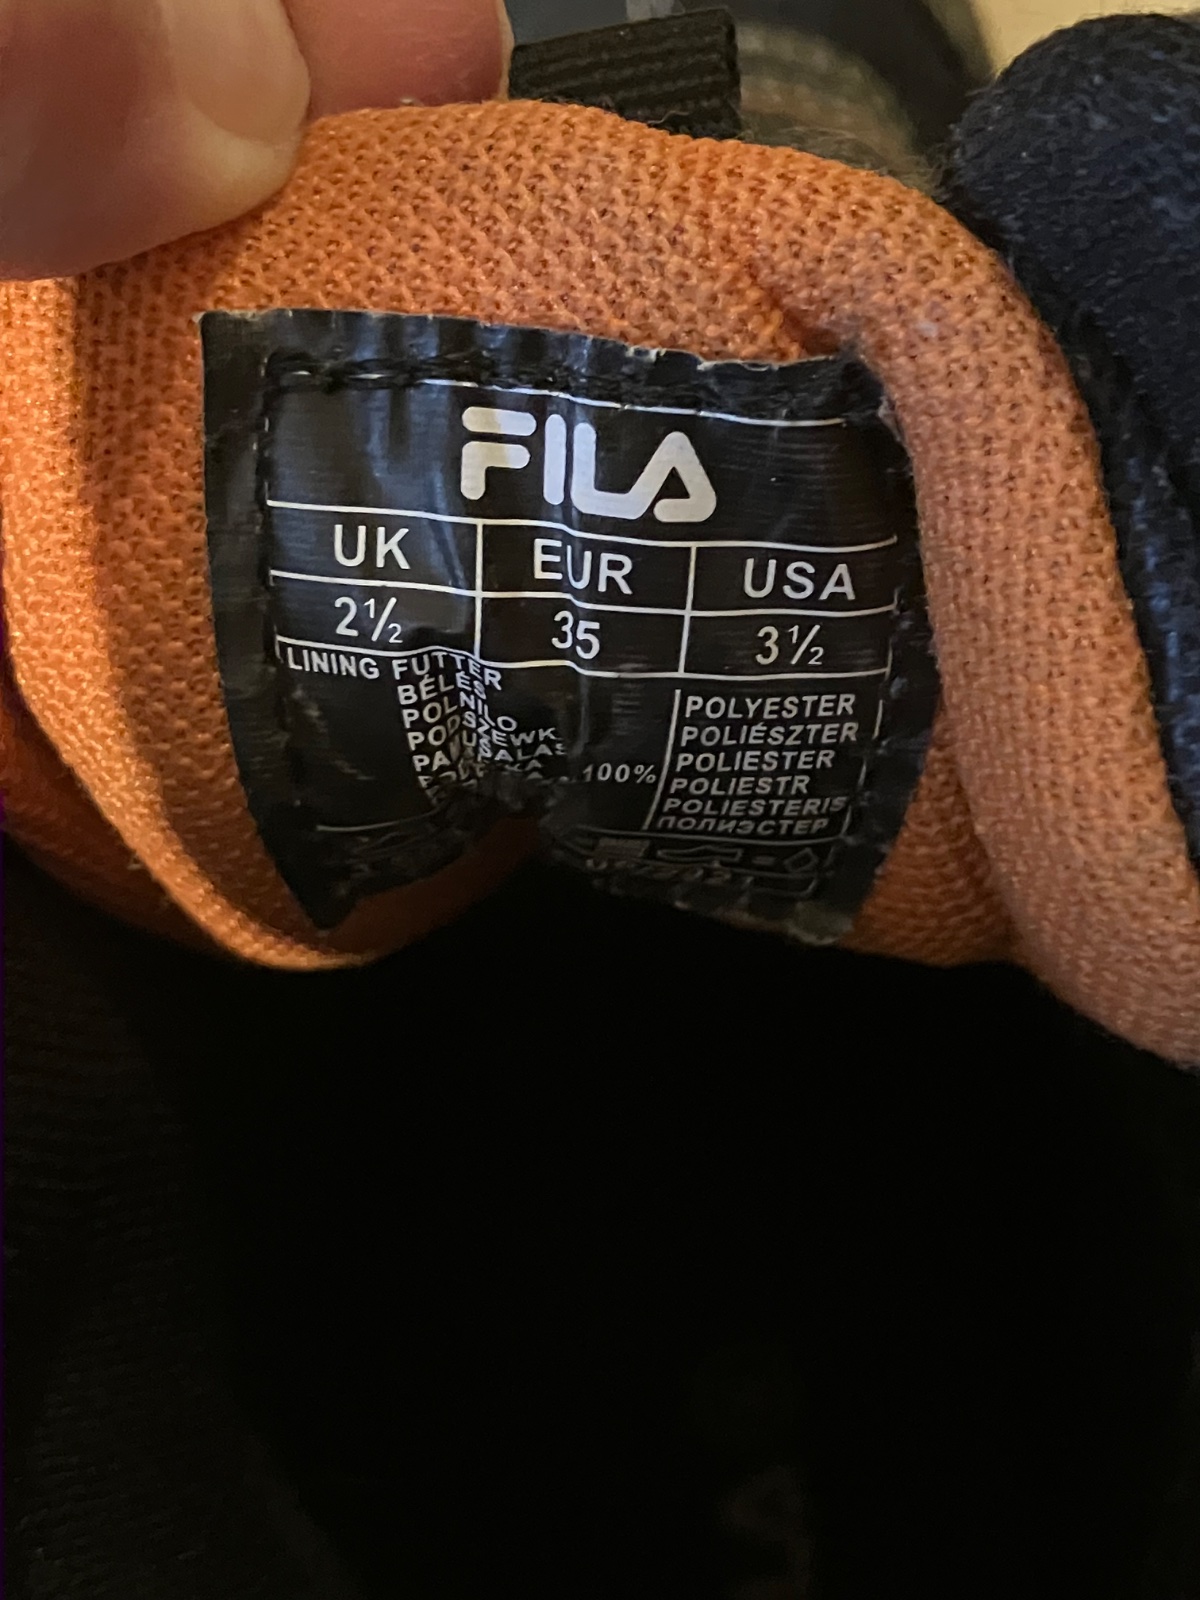 FILA
UK EUR USA
2½ 35 3½
LINING FUTTER
BÉLÉS
100%
POLYESTER
POLIÉSZTER
POLIESTER
POLIESTR
POLIESTERIS
ПОЛИЭСТЕР